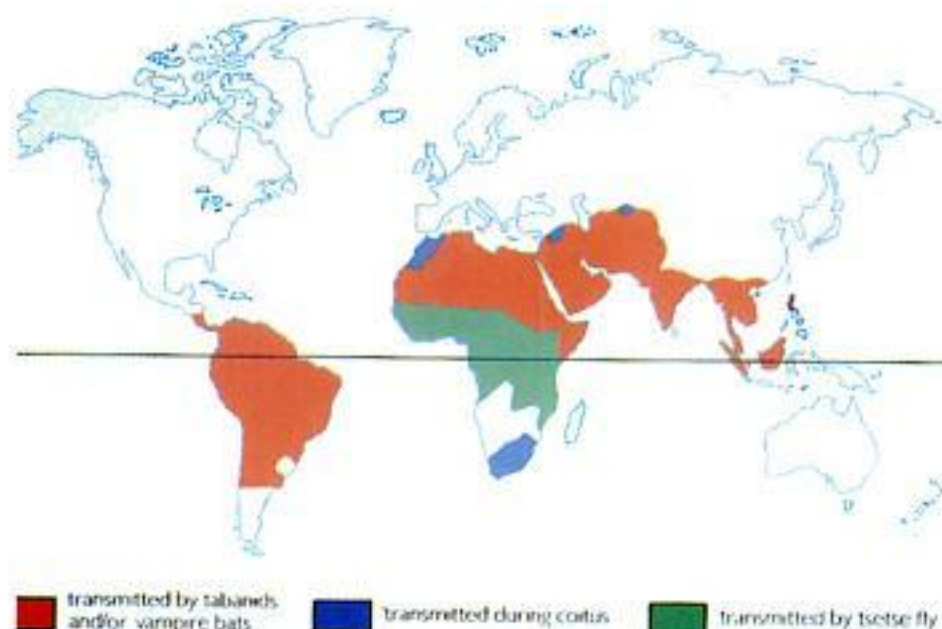 transmitted by tabanids
and/or vampire bats
transmitted during coitus
transmitted by tsetse fly